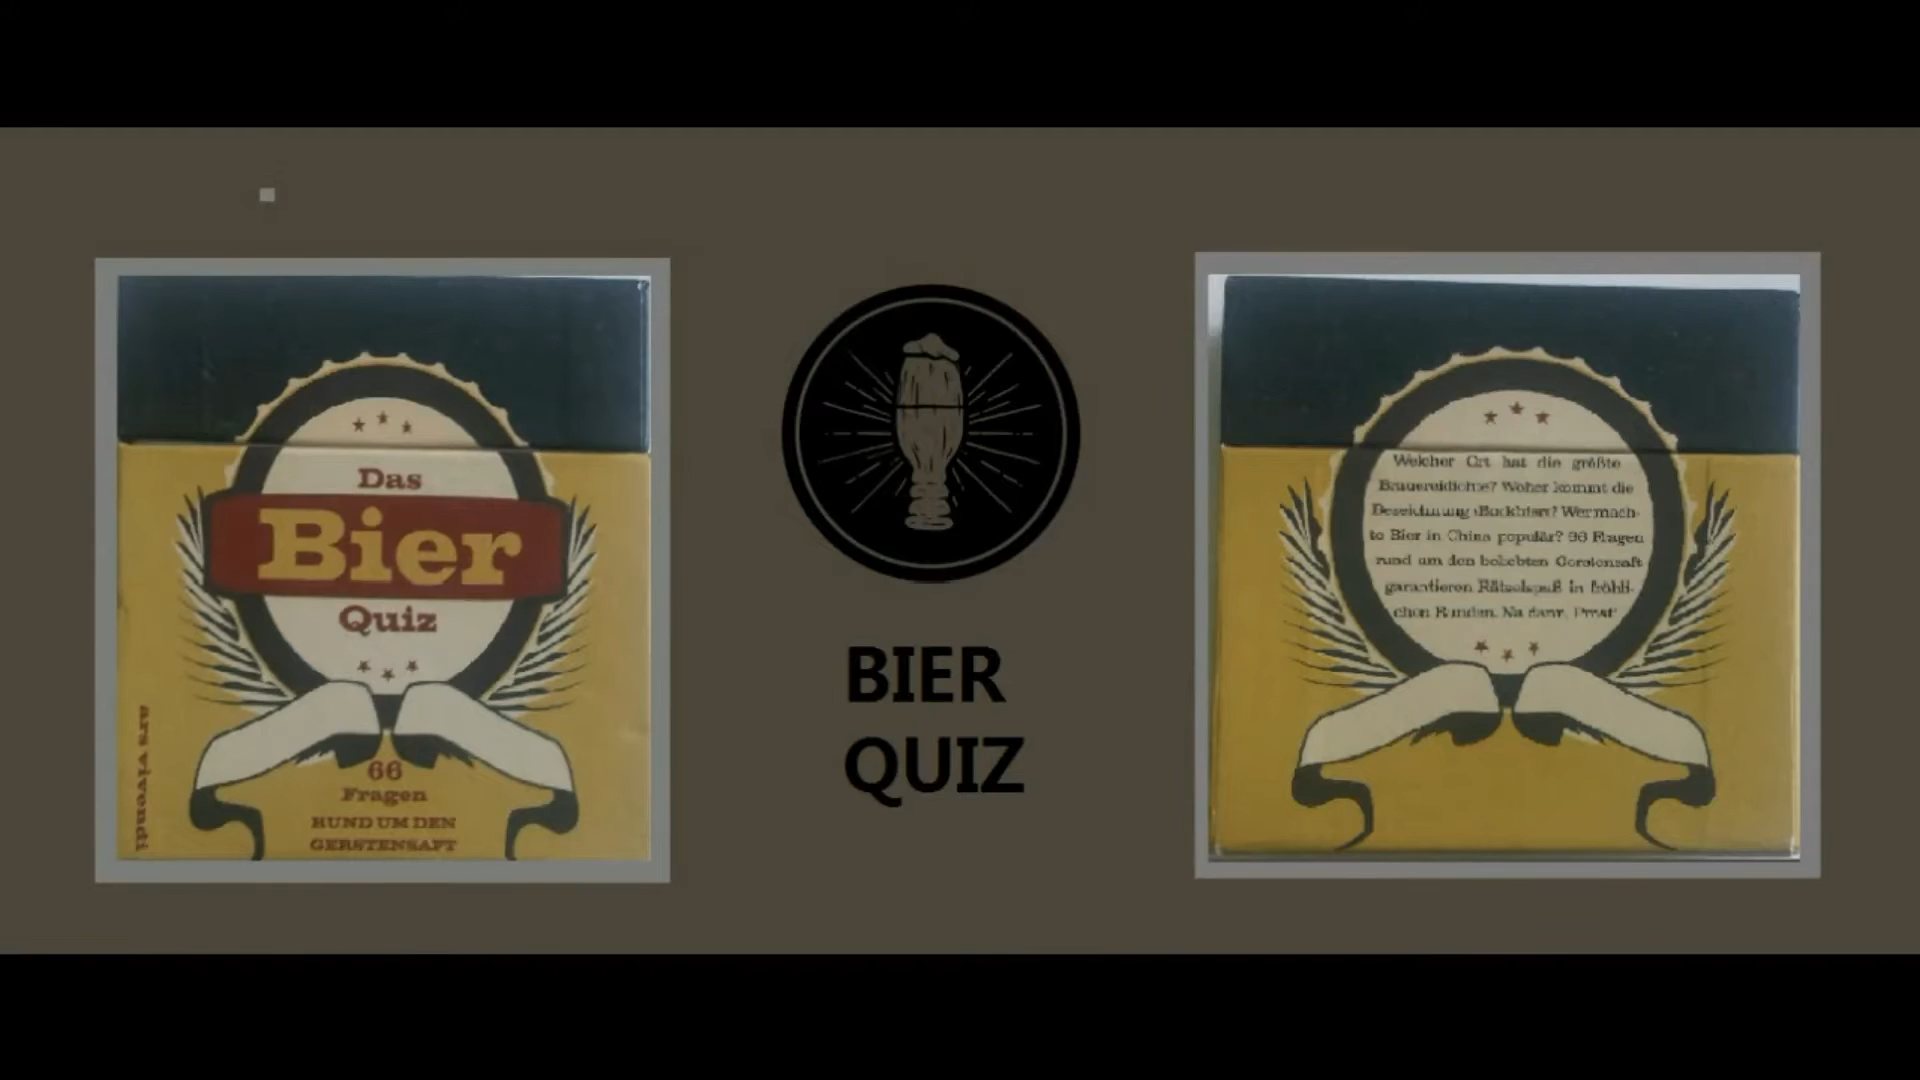 Das
Bier
Quiz
66
Fragen
RUND UM DEN
GERSTENSAFT
ars vivendi
BIER
QUIZ
Welcher Ort hat die größte
Brauereidichte? Woher kommt die
Bezeichnung ›Bockbier‹? Wer mach-
te Bier in China populär? 66 Fragen
rund um den beliebten Gerstensaft
garantieren Rätselspaß in fröhli-
chen Runden. Na dann, Prost!